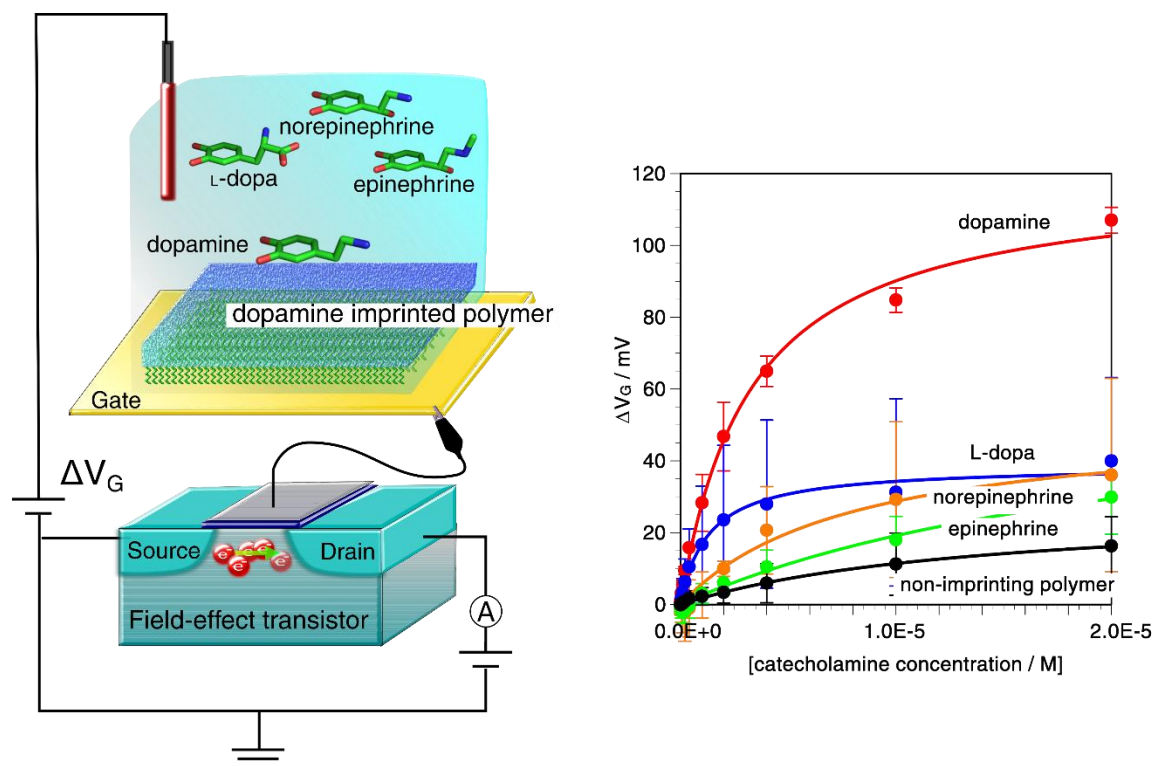 norepinephrine
L-dopa
epinephrine
dopamine
dopamine imprinted polymer
Gate
ΔVG
Source
e⁻ e⁻ e⁻ e⁻
Drain
A
Field-effect transistor
120
100
80
60
40
20
0
ΔVG / mV
dopamine
L-dopa
norepinephrine
epinephrine
non-imprinting polymer
0.0E+0
1.0E-5
2.0E-5
[catecholamine concentration / M]